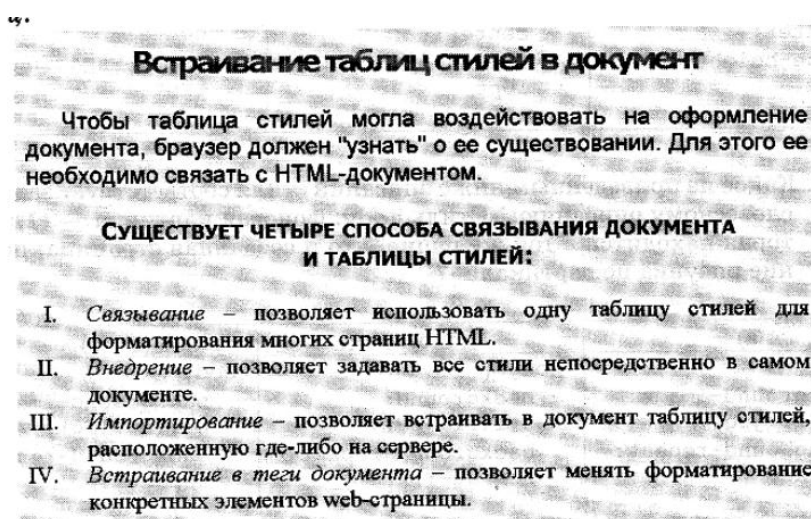 Встраивание таблиц стилей в документ
Чтобы таблица стилей могла воздействовать на оформление
документа, браузер должен "узнать" о ее существовании. Для этого ее
необходимо связать с HTML-документом.
СУЩЕСТВУЕТ ЧЕТЫРЕ СПОСОБА СВЯЗЫВАНИЯ ДОКУМЕНТА
И ТАБЛИЦЫ СТИЛЕЙ:
I. Связывание – позволяет использовать одну таблицу стилей для
форматирования многих страниц HTML.
II. Внедрение – позволяет задавать все стили непосредственно в самом
документе.
III. Импортирование – позволяет встраивать в документ таблицу стилей,
расположенную где-либо на сервере.
IV. Встраивание в теги документа – позволяет менять форматирование
конкретных элементов web-страницы.